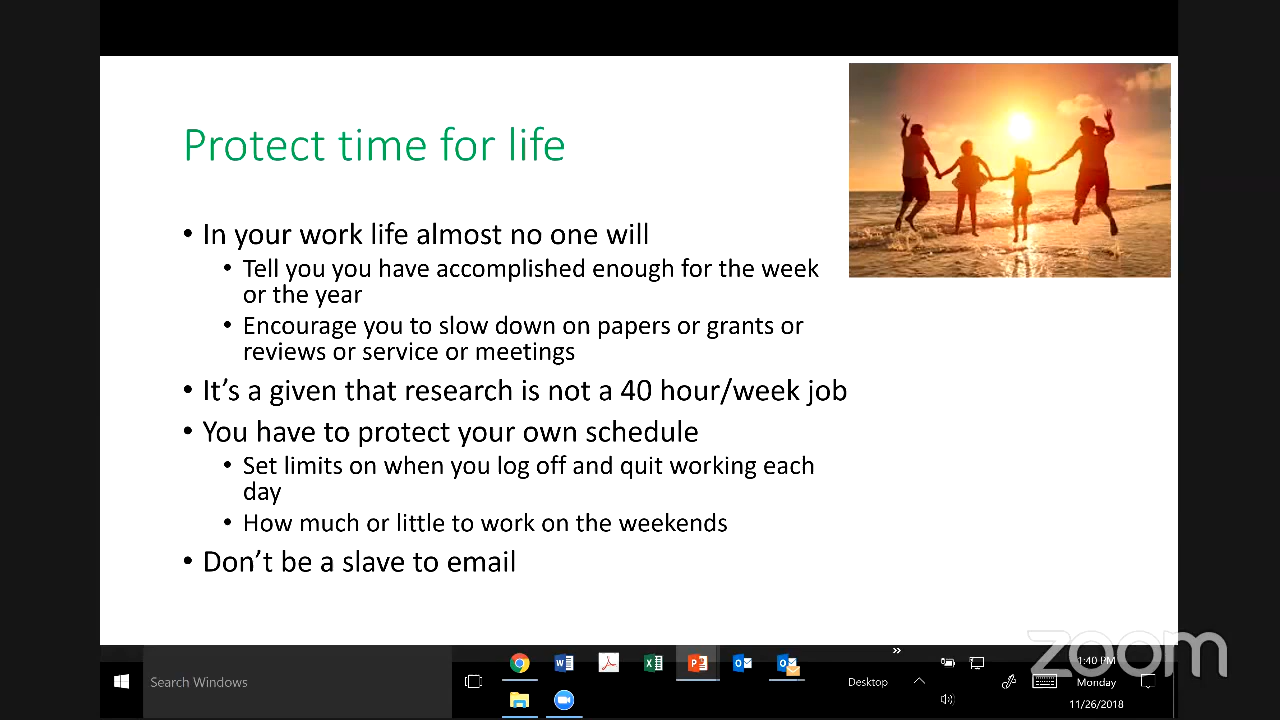 Protect time for life
• In your work life almost no one will
• Tell you you have accomplished enough for the week
or the year
• Encourage you to slow down on papers or grants or
reviews or service or meetings
• It's a given that research is not a 40 hour/week job
• You have to protect your own schedule
• Set limits on when you log off and quit working each
day
• How much or little to work on the weekends
• Don't be a slave to email
zoom
Search Windows
Desktop
1:40 PM
Monday
11/26/2018